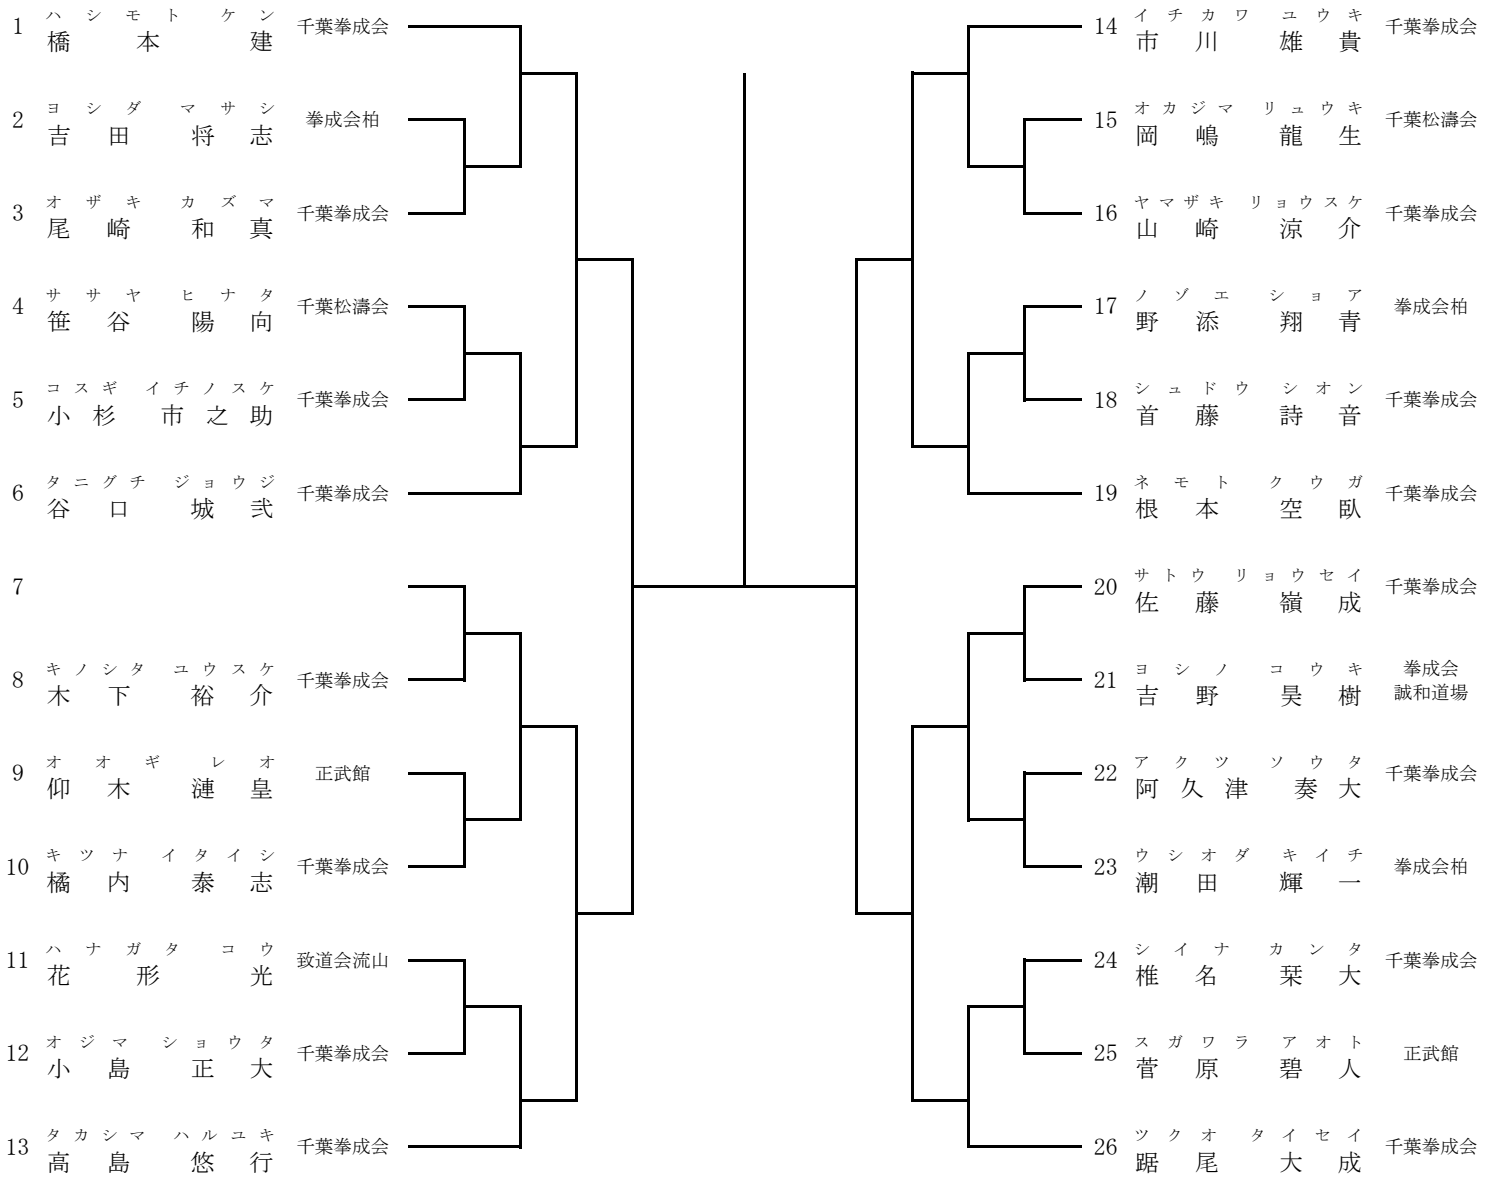 ハシモト ケン
1 橋本 建 千葉拳成会
ヨシダ マサシ
2 吉田 将志 拳成会柏
オザキ カズマ
3 尾崎 和真 千葉拳成会
ササヤ ヒナタ
4 笹谷 陽向 千葉松濤会
コスギ イチノスケ
5 小杉 市之助 千葉拳成会
タニグチ ジョウジ
6 谷口 城弐 千葉拳成会
7
キノシタ ユウスケ
8 木下 裕介 千葉拳成会
オオギ レオ
9 仰木 漣皇 正武館
キツナ イタイシ
10 橘内 泰志 千葉拳成会
ハナガタ コウ
11 花形 光 致道会流山
オジマ ショウタ
12 小島 正大 千葉拳成会
タカシマ ハルユキ
13 高島 悠行 千葉拳成会
イチカワ ユウキ
14 市川 雄貴 千葉拳成会
オカジマ リュウキ
15 岡嶋 龍生 千葉松濤会
ヤマザキ リョウスケ
16 山崎 涼介 千葉拳成会
ノゾエ ショア
17 野添 翔青 拳成会柏
シュドウ シオン
18 首藤 詩音 千葉拳成会
ネモト クウガ
19 根本 空臥 千葉拳成会
サトウ リョウセイ
20 佐藤 嶺成 千葉拳成会
ヨシノ コウキ 拳成会
21 吉野 昊樹 誠和道場
アクツ ソウタ
22 阿久津 奏大 千葉拳成会
ウシオダ キイチ
23 潮田 輝一 拳成会柏
シイナ カンタ
24 椎名 栞大 千葉拳成会
スガワラ アオト
25 菅原 碧人 正武館
ツクオ タイセイ
26 踞尾 大成 千葉拳成会